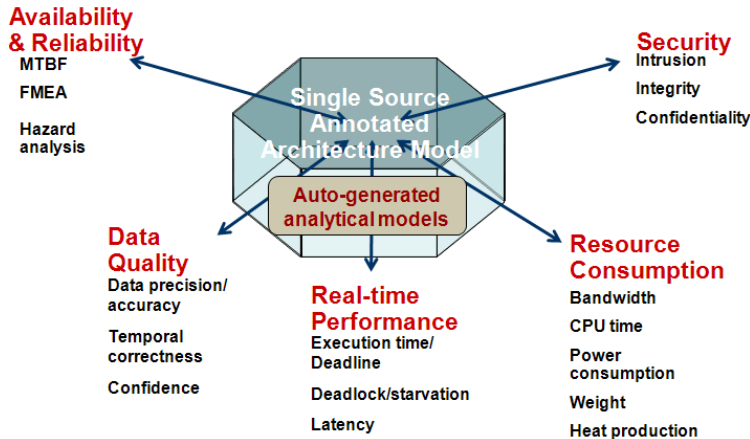 Availability
& Reliability
MTBF
FMEA
Hazard
analysis
Security
Intrusion
Integrity
Confidentiality
Single Source
Annotated
Architecture Model
Auto-generated
analytical models
Data
Quality
Data precision/
accuracy
Temporal
correctness
Confidence
Real-time
Performance
Execution time/
Deadline
Deadlock/starvation
Latency
Resource
Consumption
Bandwidth
CPU time
Power
consumption
Weight
Heat production